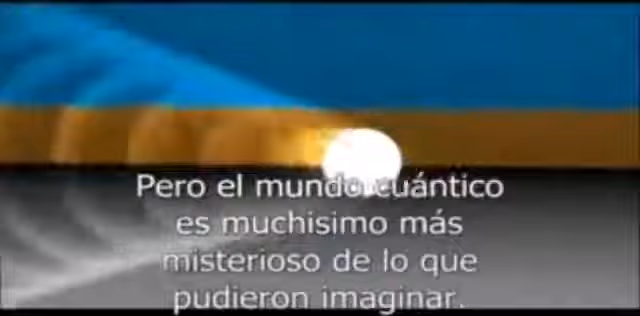 Pero el mundo cuántico
es muchisimo más
misterioso de lo que
pudieron imaginar.